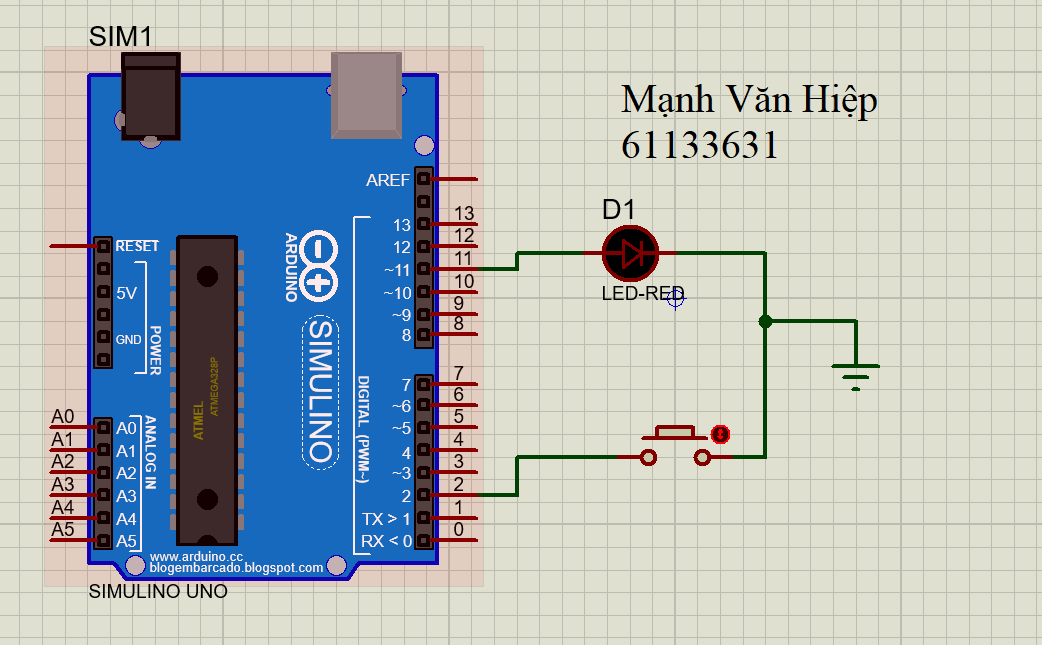 SIM1
Mạnh Văn Hiệp
61133631
AREF
13 13
12 12
~11 11
~10 10
~9 9
8 8
7 7
~6 6
~5 5
4 4
~3 3
2 2
TX > 1 1
RX < 0 0
RESET
5V
GND
POWER
A0 A0
A1 A1
A2 A2
A3 A3
A4 A4
A5 A5
ANALOG IN
ATMEL
ATMEGA328P
ARDUINO
SIMULINO
DIGITAL (PWM~)
www.arduino.cc
blogembarcado.blogspot.com
SIMULINO UNO
D1
LED-RED